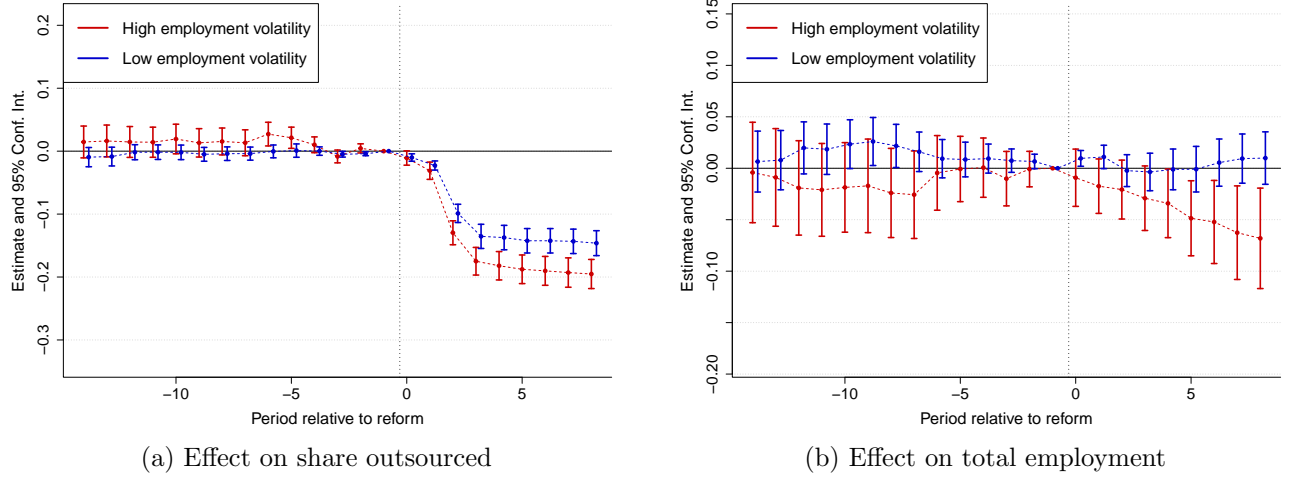 High employment volatility
Low employment volatility
0.2
0.1
0.0
−0.1
−0.2
−0.3
Estimate and 95% Conf. Int.
−10
−5
0
5
Period relative to reform
(a) Effect on share outsourced
High employment volatility
Low employment volatility
0.15
0.10
0.05
0.00
−0.10
−0.20
Estimate and 95% Conf. Int.
−10
−5
0
5
Period relative to reform
(b) Effect on total employment